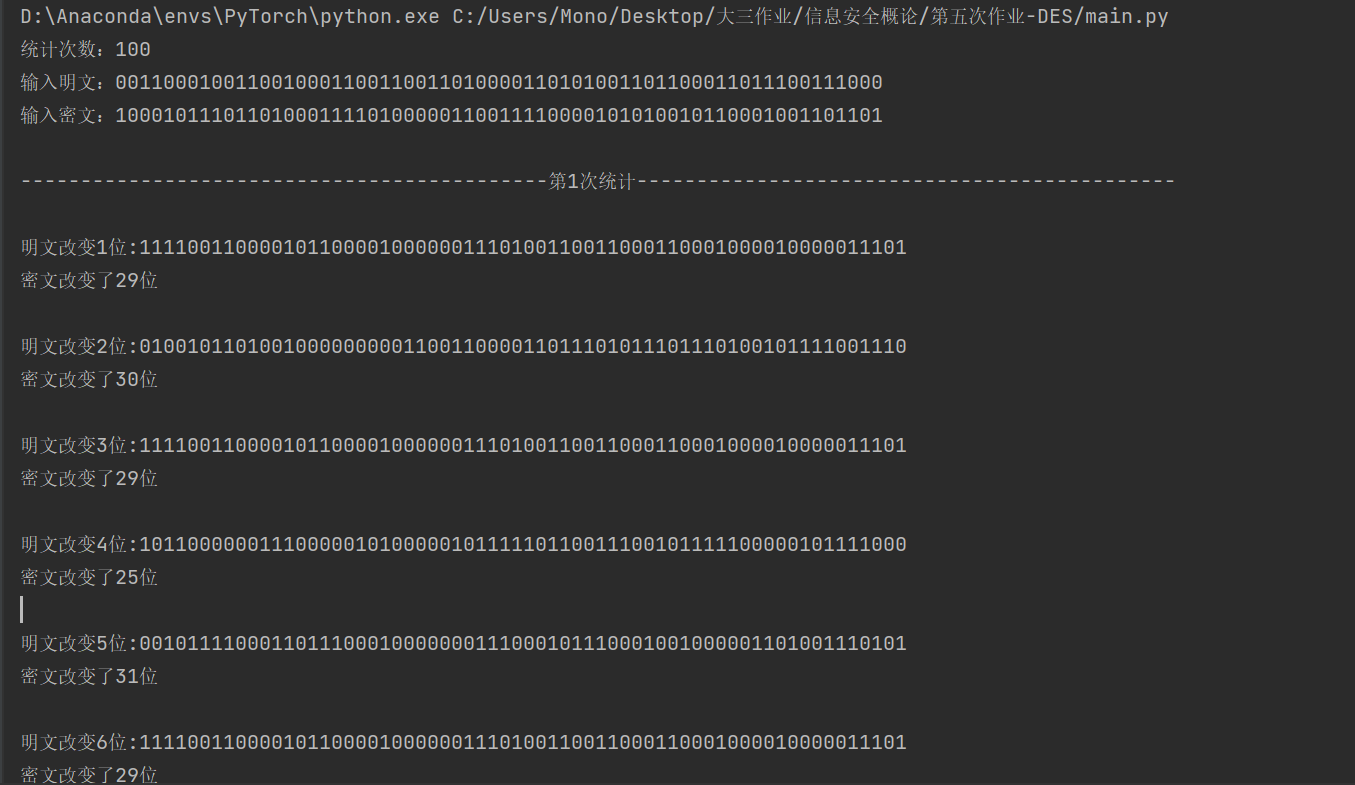 D:\Anaconda\envs\PyTorch\python.exe C:/Users/Mono/Desktop/大三作业/信息安全概论/第五次作业-DES/main.py
统计次数：100
输入明文：0011000100110010001100110011010000110101001101100011011100111000
输入密文：1000101110110100011110100000110011110000101010010110001001101101
--------------------------------------------第1次统计---------------------------------------------
明文改变1位:1111001100001011000010000001110100110011000110001000010000011101
密文改变了29位
明文改变2位:0100101101001000000000110011000011011101011101110100101111001110
密文改变了30位
明文改变3位:1111001100001011000010000001110100110011000110001000010000011101
密文改变了29位
明文改变4位:10110000001110000010100000101111101100111001011111100000101111000
密文改变了25位
明文改变5位:0010111100011011100010000000111000101110001001000001101001110101
密文改变了31位
明文改变6位:1111001100001011000010000001110100110011000110001000010000011101
密文改变了29位